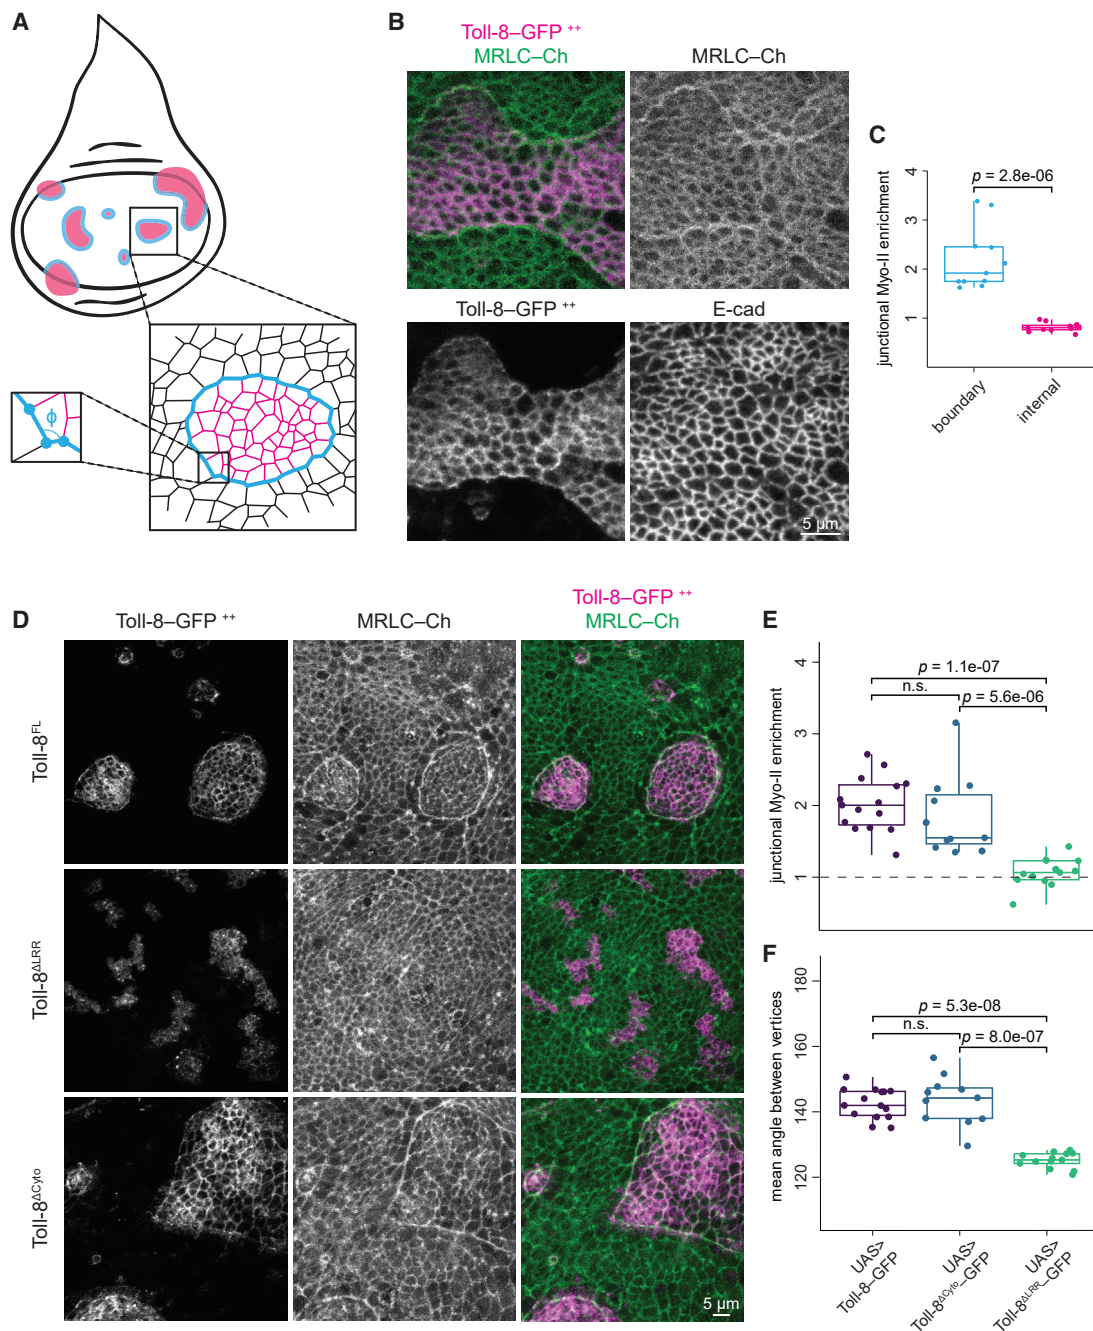 A
ϕ
B
Toll-8–GFP ++
MRLC–Ch
MRLC–Ch
Toll-8–GFP ++
E-cad
5 µm
C
junctional Myo-II enrichment
4
3
2
1
p = 2.8e-06
boundary
internal
D
Toll-8–GFP ++
MRLC–Ch
Toll-8–GFP ++
MRLC–Ch
Toll-8FL
Toll-8ΔLRR
Toll-8ΔCyto
5 µm
E
junctional Myo-II enrichment
4
3
2
1
p = 1.1e-07
n.s.
p = 5.6e-06
F
mean angle between vertices
180
160
140
120
p = 5.3e-08
n.s.
p = 8.0e-07
UAS>
Toll-8–GFP
UAS>
Toll-8ΔCyto–GFP
UAS>
Toll-8ΔLRR–GFP